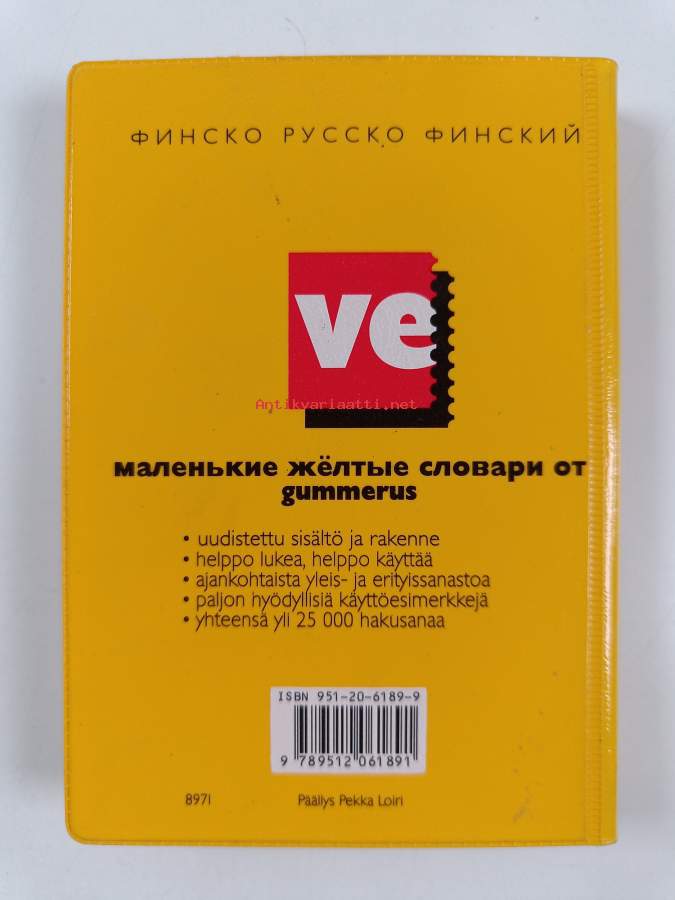 ФИНСКО РУССКО ФИНСКИЙ
ve
Antikvariaatti.net
маленькие жёлтые словари от
gummerus
• uudistettu sisältö ja rakenne
• helppo lukea, helppo käyttää
• ajankohtaista yleis- ja erityissanastoa
• paljon hyödyllisiä käyttöesimerkkejä
• yhteensä yli 25 000 hakusanaa
ISBN 951-20-6189-9
9 789512 061891
8971 Päällys Pekka Loiri